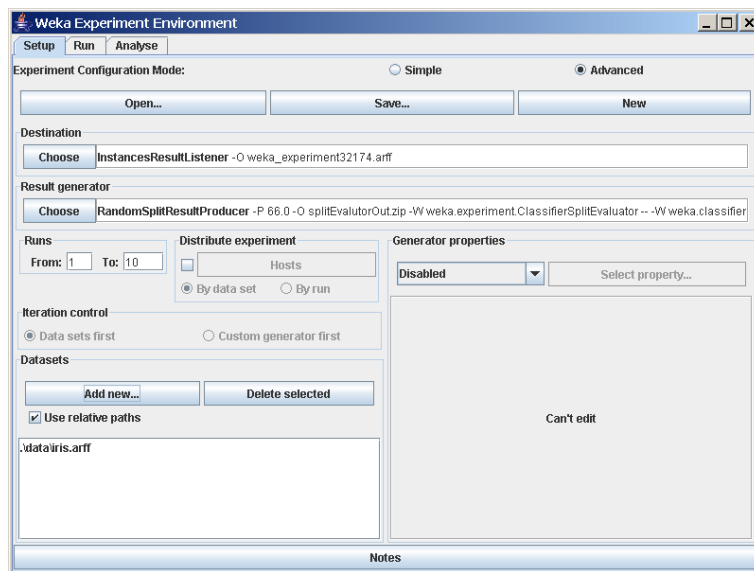 Weka Experiment Environment
Setup Run Analyse
Experiment Configuration Mode: Simple Advanced
Open... Save... New
Destination
Choose InstancesResultListener -O weka_experiment32174.arff
Result generator
Choose RandomSplitResultProducer -P 66.0 -O splitEvalutorOut.zip -W weka.experiment.ClassifierSplitEvaluator -- -W weka.classifier
Runs
From: 1 To: 10
Distribute experiment
Hosts
By data set By run
Generator properties
Disabled Select property...
Iteration control
Data sets first Custom generator first
Datasets
Add new... Delete selected
Use relative paths
.\data\iris.arff
Can't edit
Notes